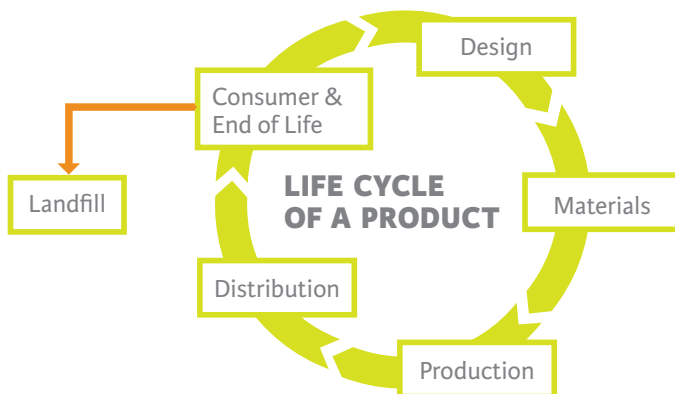 Design
Consumer &
End of Life
LIFE CYCLE
OF A PRODUCT
Landfill
Materials
Distribution
Production